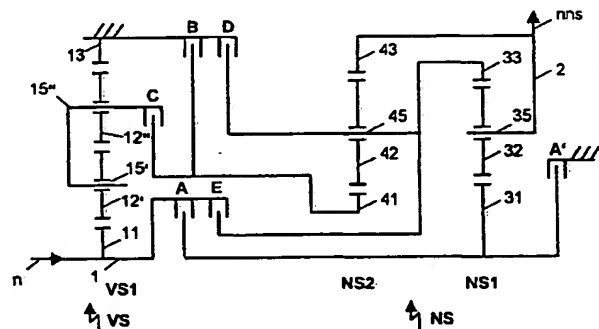 B D nns
13 43 33 2
15" C 45 35
12" 15' 42 32 A'
A E 41
12' 31
11
n 1 VS1 NS2 NS1
VS NS